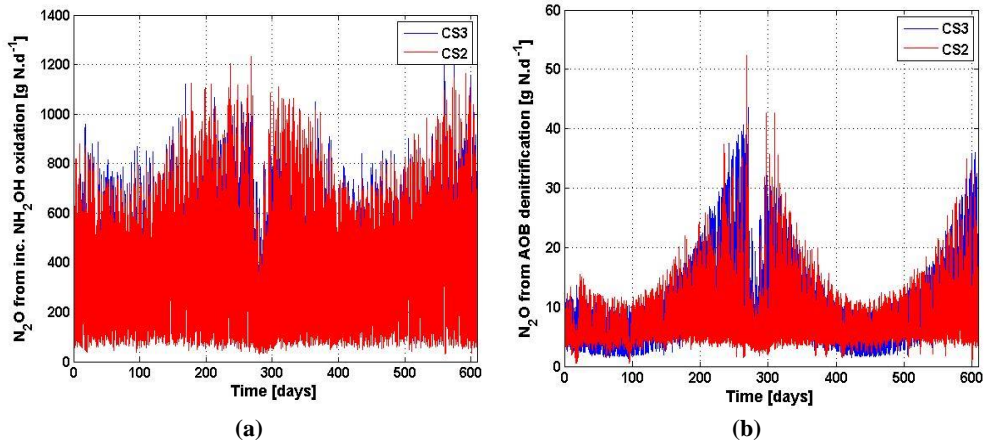 1400
1200
1000
800
600
400
200
0
N₂O from inc. NH₂OH oxidation [g N.d⁻¹]
CS3
CS2
0 100 200 300 400 500 600
Time [days]
(a)
60
50
40
30
20
10
0
N₂O from AOB denitrification [g N.d⁻¹]
CS3
CS2
0 100 200 300 400 500 600
Time [days]
(b)